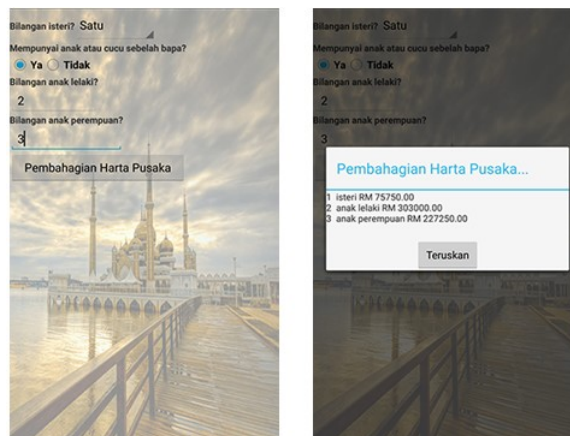 Bilangan isteri? Satu
Mempunyai anak atau cucu sebelah bapa?
Ya Tidak
Bilangan anak lelaki?
2
Bilangan anak perempuan?
3
Pembahagian Harta Pusaka
Bilangan isteri? Satu
Mempunyai anak atau cucu sebelah bapa?
Ya Tidak
Bilangan anak lelaki?
2
Bilangan anak perempuan?
3
Pembahagian Harta Pusaka...
1 isteri RM 75750.00
2 anak lelaki RM 303000.00
3 anak perempuan RM 227250.00
Teruskan